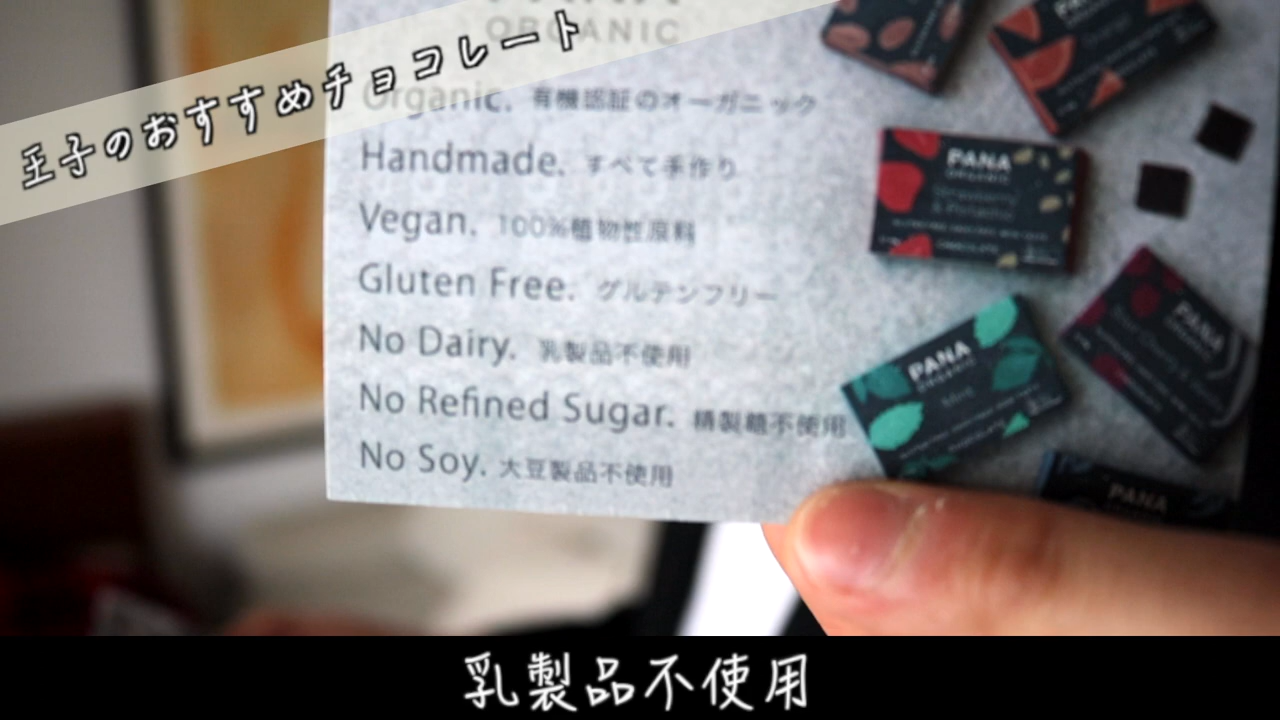 王子のおすすめチョコレート
ORGANIC
Organic. 有機認証のオーガニック
Handmade. すべて手作り
Vegan. 100%植物性原料
Gluten Free. グルテンフリー
No Dairy. 乳製品不使用
No Refined Sugar. 精製糖不使用
No Soy. 大豆製品不使用
PANA
ORGANIC
Strawberry
& Pistachio
PANA
ORGANIC
Mint
PANA
PANA
乳製品不使用